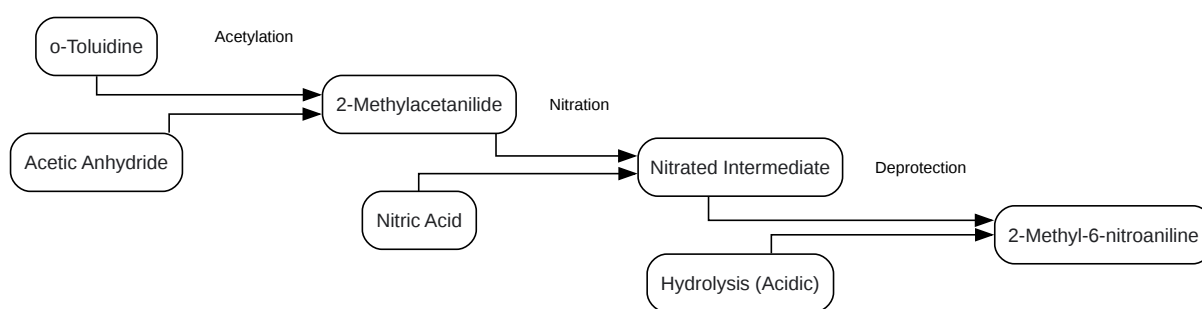 o-Toluidine
Acetylation
Acetic Anhydride
2-Methylacetanilide
Nitration
Nitric Acid
Nitrated Intermediate
Deprotection
Hydrolysis (Acidic)
2-Methyl-6-nitroaniline